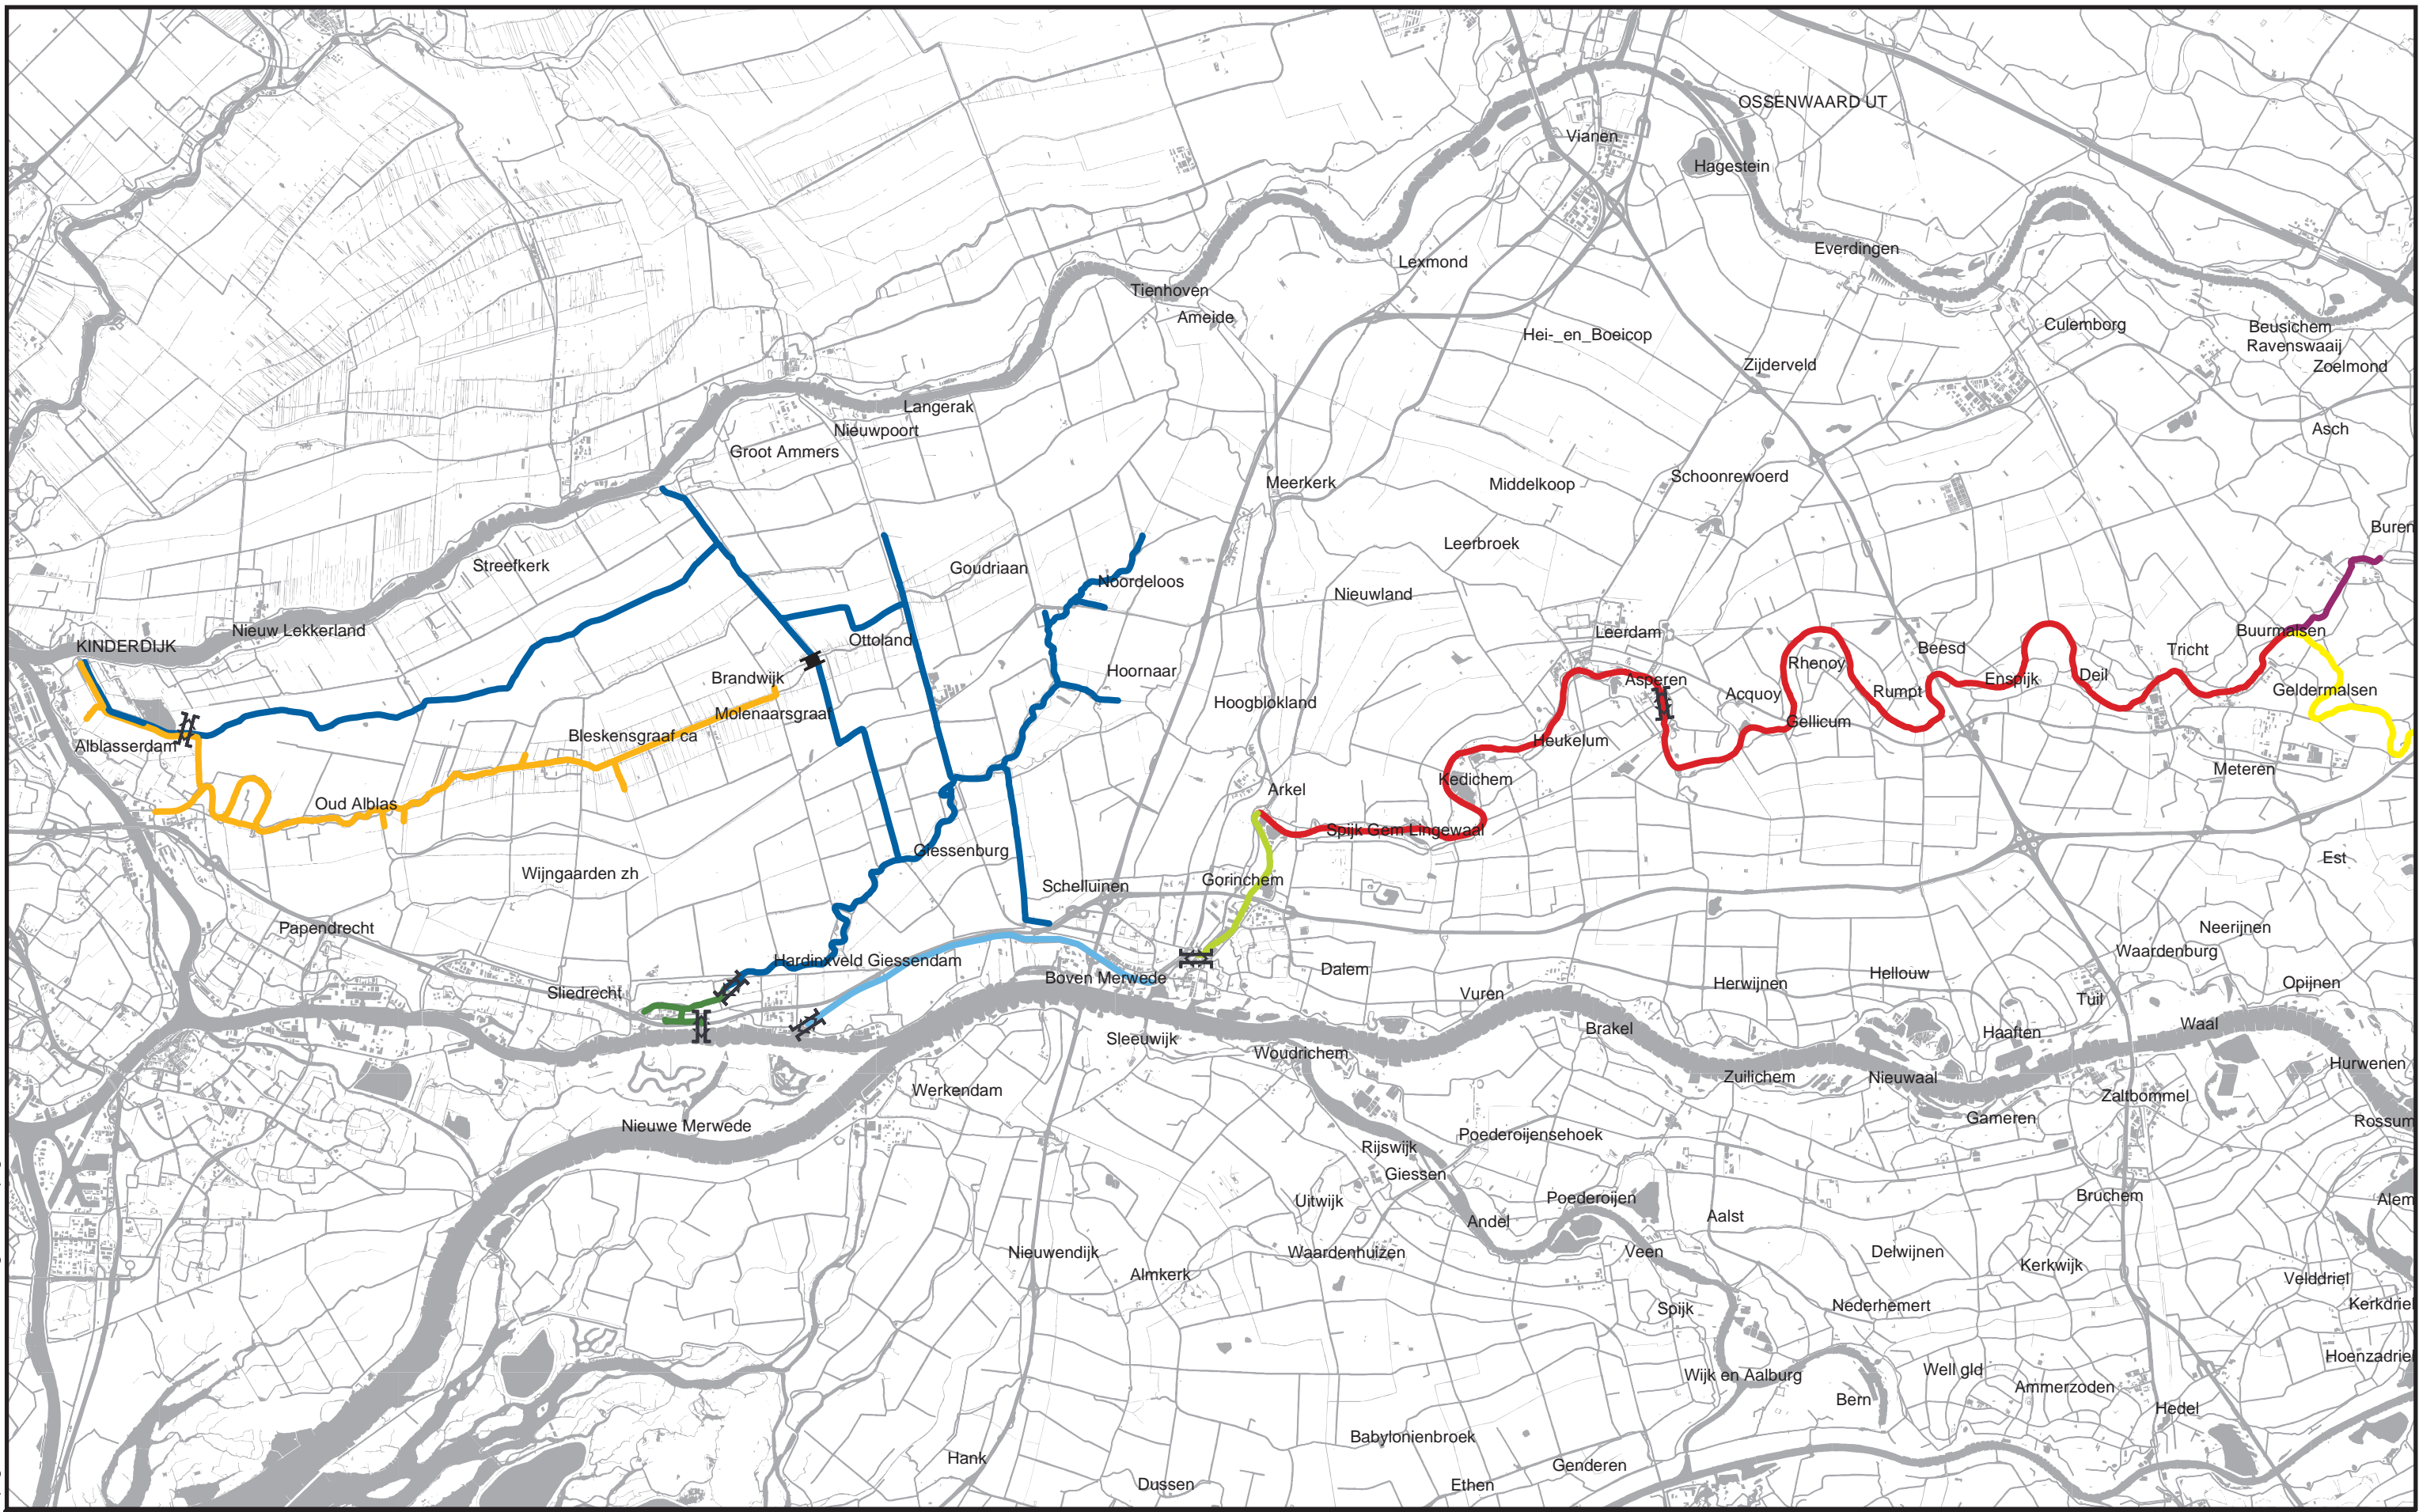 OSSENWAARD UT
Vianen
Hagestein
Everdingen
Lexmond
Tienhoven
Ameide
Culemborg
Beusichem
Hei-_en_Boeicop
Ravenswaaij
Zijderveld
Zoelmond
Langerak
Nieuwpoort
Asch
Groot Ammers
Schoonrewoerd
Meerkerk
Middelkoop
Buren
Leerbroek
Streefkerk
Goudriaan
Noordeloos
Nieuwland
Nieuw Lekkerland
Leerdam
Buurmalsen
Ottoland
KINDERDIJK
Beesd
Tricht
Rhenoy
Hoornaar
Deil
Brandwijk
Asperen
Enspijk
Geldermalsen
Acquoy
Rumpt
Hoogblokland
Molenaarsgraaf
Gellicum
Bleskensgraaf ca
Heukelum
Alblasserdam
Meteren
Kedichem
Arkel
Oud Alblas
Spijk Gem Lingewaal
Giessenburg
Est
Wijngaarden zh
Gorinchem
Schelluinen
Papendrecht
Neerijnen
Waardenburg
Hardinxveld Giessendam
Dalem
Hellouw
Boven Merwede
Herwijnen
Opijnen
Sliedrecht
Vuren
Tuil
Waal
Brakel
Haaften
Sleeuwijk
Woudrichem
Hurwenen
Zuilichem
Nieuwaal
Werkendam
Zaltbommel
Gameren
Rossum
Nieuwe Merwede
Poederoijensehoek
Rijswijk
Giessen
Bruchem
Poederoijen
Alem
Uitwijk
Aalst
Andel
Nieuwendijk
Waardenhuizen
Veen
Delwijnen
Kerkwijk
Almkerk
Velddriel
Kerkdriel
Nederhemert
Spijk
Hoenzadriel
Well gld
Wijk en Aalburg
Ammerzoden
Bern
Hedel
Babylonienbroek
Hank
Genderen
Dussen
Ethen